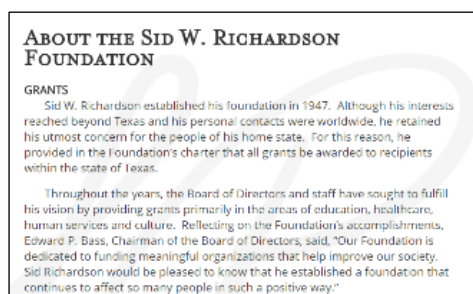 ABOUT THE SID W. RICHARDSON
FOUNDATION
GRANTS
Sid W. Richardson established his foundation in 1947.  Although his interests
reached beyond Texas and his personal contacts were worldwide, he retained
his utmost concern for the people of his home state.  For this reason, he
provided in the Foundation's charter that all grants be awarded to recipients
within the state of Texas.
Throughout the years, the Board of Directors and staff have sought to fulfill
his vision by providing grants primarily in the areas of education, healthcare,
human services and culture.  Reflecting on the Foundation's accomplishments,
Edward P. Bass, Chairman of the Board of Directors, said, "Our Foundation is
dedicated to funding meaningful organizations that help improve our society.
Sid Richardson would be pleased to know that he established a foundation that
continues to affect so many people in such a positive way."